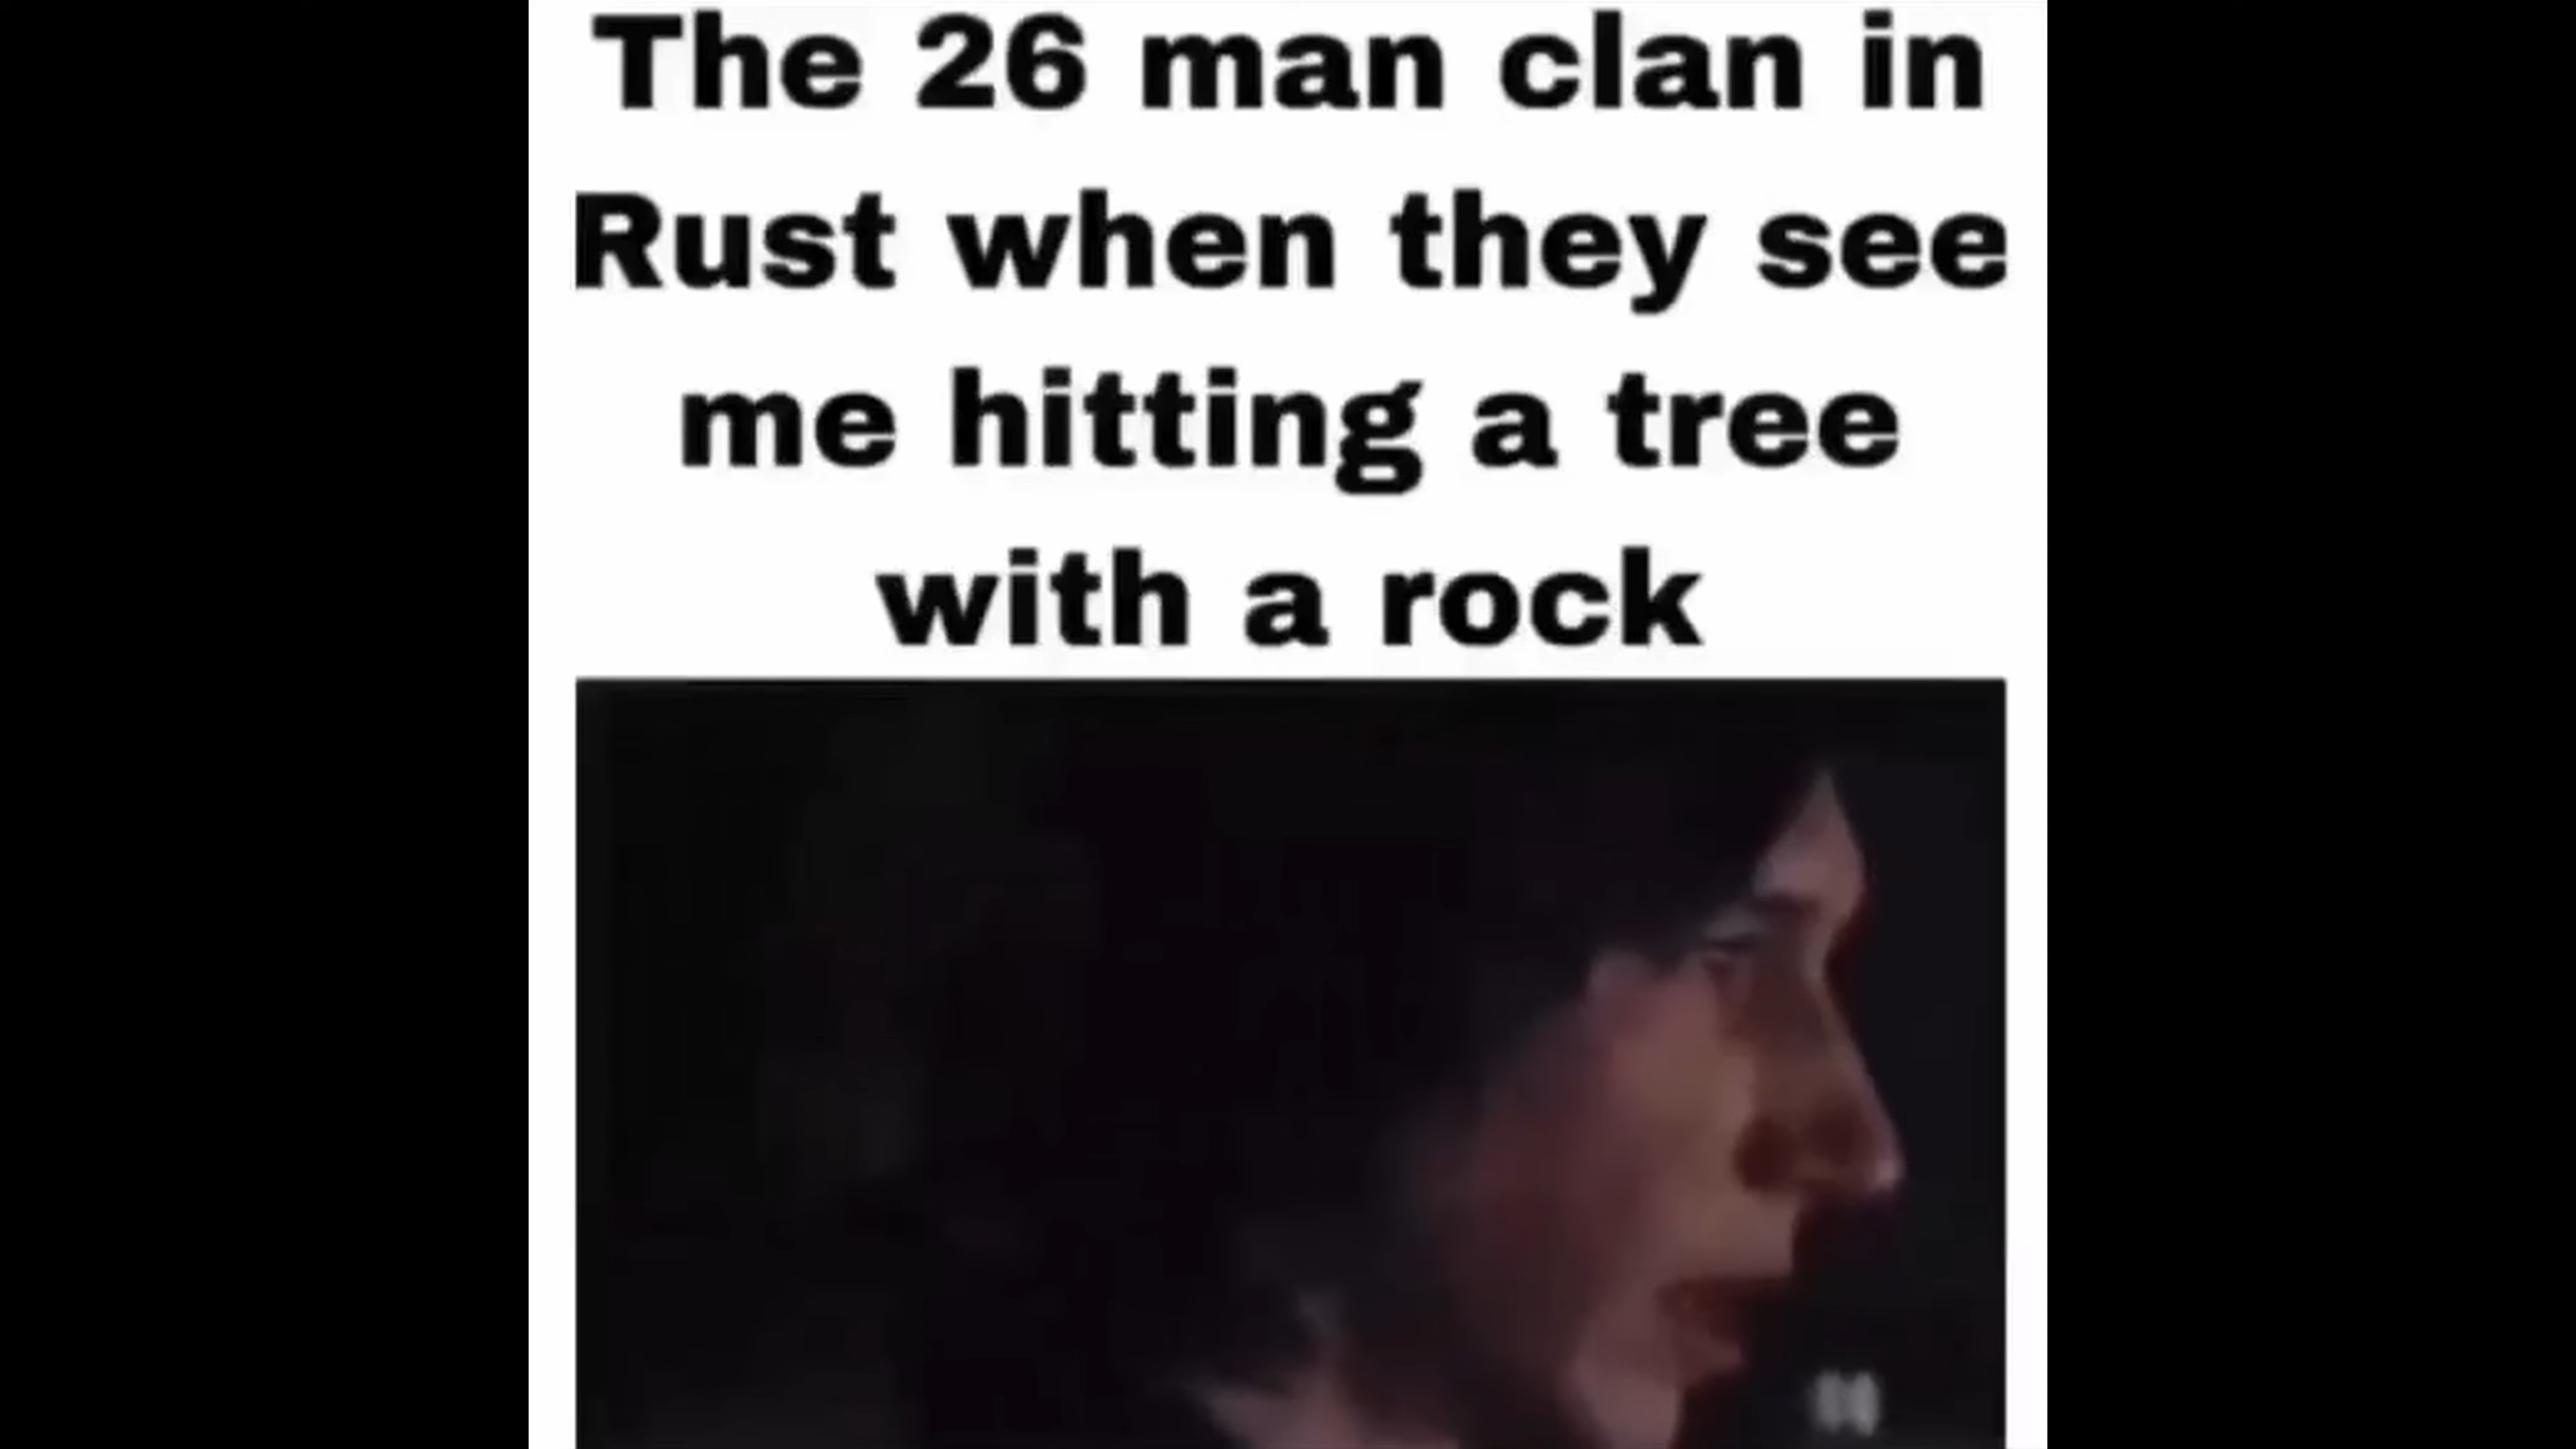 The 26 man clan in
Rust when they see
me hitting a tree
with a rock